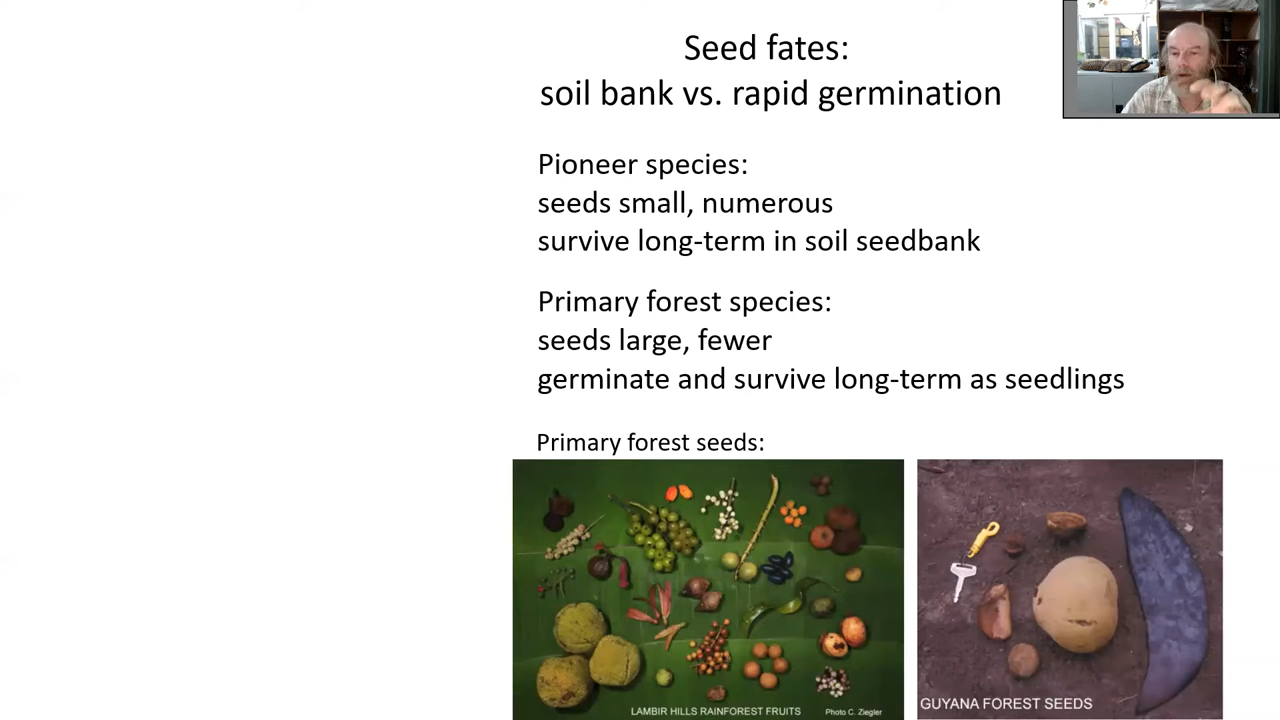 Seed fates:
soil bank vs. rapid germination
Pioneer species:
seeds small, numerous
survive long-term in soil seedbank
Primary forest species:
seeds large, fewer
germinate and survive long-term as seedlings
Primary forest seeds:
LAMBIR HILLS RAINFOREST FRUITS
Photo C. Ziegler
GUYANA FOREST SEEDS